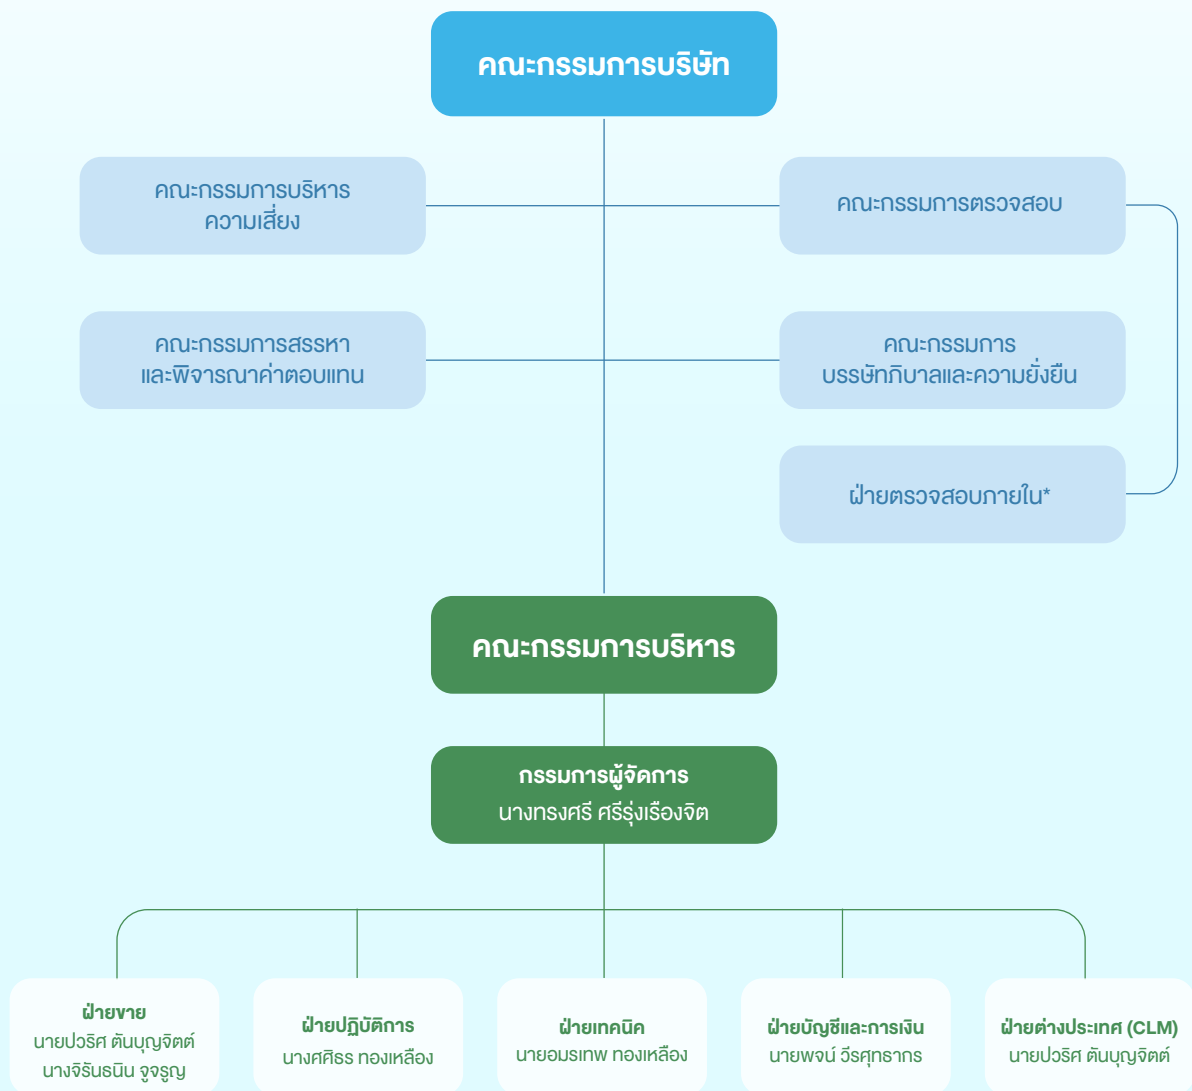 คณะกรรมการบริษัท
คณะกรรมการบริหาร
ความเสี่ยง
คณะกรรมการตรวจสอบ
คณะกรรมการสรรหา
และพิจารณาค่าตอบแทน
คณะกรรมการ
บรรษัทภิบาลและความยั่งยืน
ฝ่ายตรวจสอบภายใน*
คณะกรรมการบริหาร
กรรมการผู้จัดการ
นางทรงศรี ศรีรุ่งเรืองจิต
ฝ่ายขาย
นายปวริศ ตันบุญจิตต์
นางจิรันธนิน จูจรูญ
ฝ่ายปฏิบัติการ
นางศศิธร ทองเหลือง
ฝ่ายเทคนิค
นายอมรเทพ ทองเหลือง
ฝ่ายบัญชีและการเงิน
นายพจน์ วีรศุทธากร
ฝ่ายต่างประเทศ (CLM)
นายปวริศ ตันบุญจิตต์